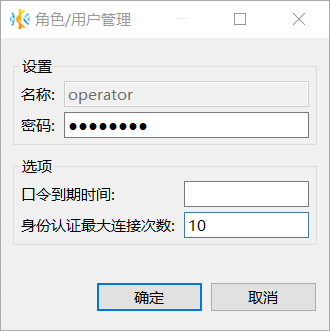 角色/用户管理
设置
名称: operator
密码: ●●●●●●●●
选项
口令到期时间:
身份认证最大连接次数: 10
确定 取消